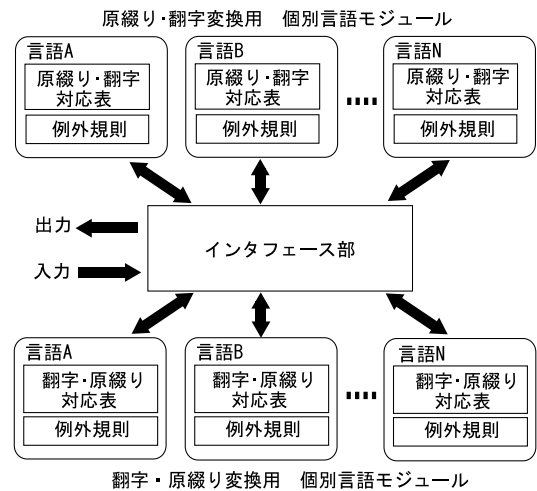 原綴り・翻字変換用　個別言語モジュール
言語A
原綴り・翻字
対応表
例外規則
言語B
原綴り・翻字
対応表
例外規則
言語N
原綴り・翻字
対応表
例外規則
出力
入力
インタフェース部
言語A
翻字・原綴り
対応表
例外規則
言語B
翻字・原綴り
対応表
例外規則
言語N
翻字・原綴り
対応表
例外規則
翻字・原綴り変換用　個別言語モジュール